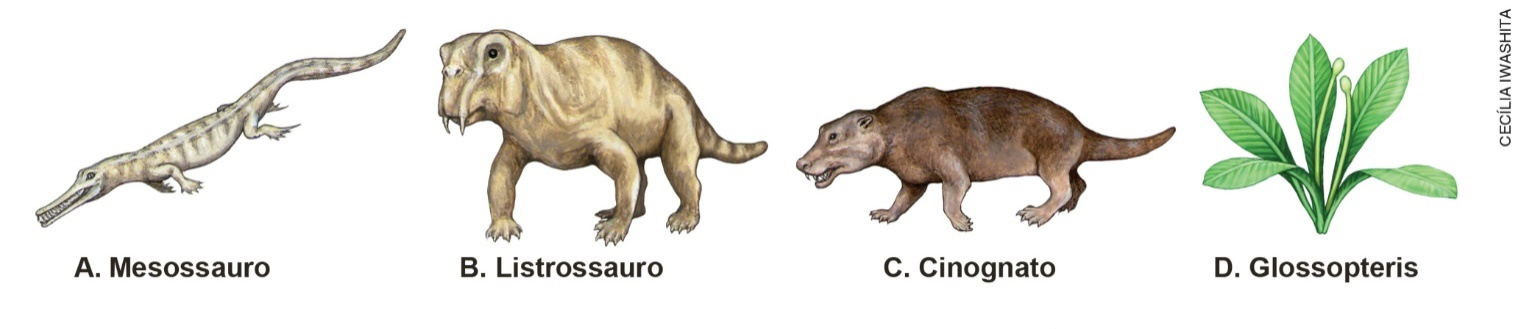 A. Mesossauro
B. Listrossauro
C. Cinognato
D. Glossopteris
CECÍLIA IWASHITA